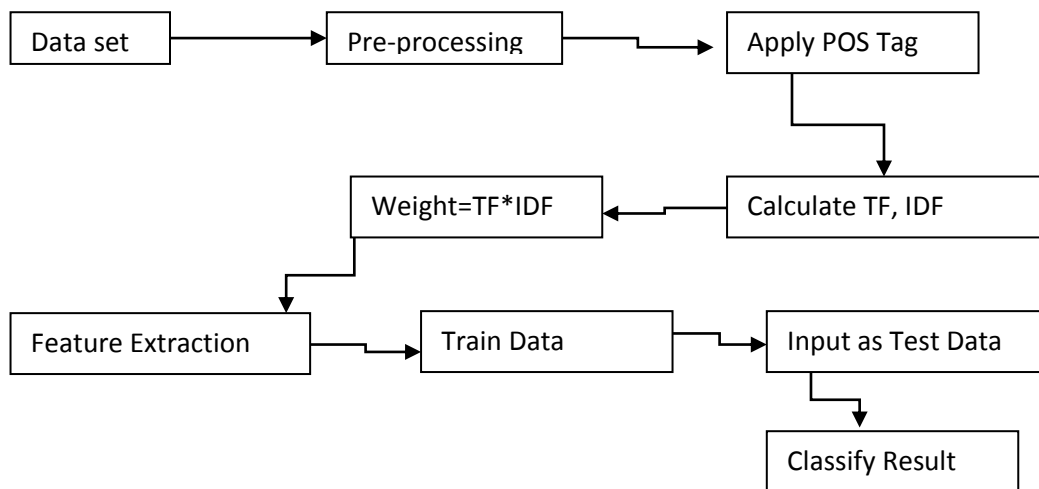 Data set
Pre-processing
Apply POS Tag
Weight=TF*IDF
Calculate TF, IDF
Feature Extraction
Train Data
Input as Test Data
Classify Result